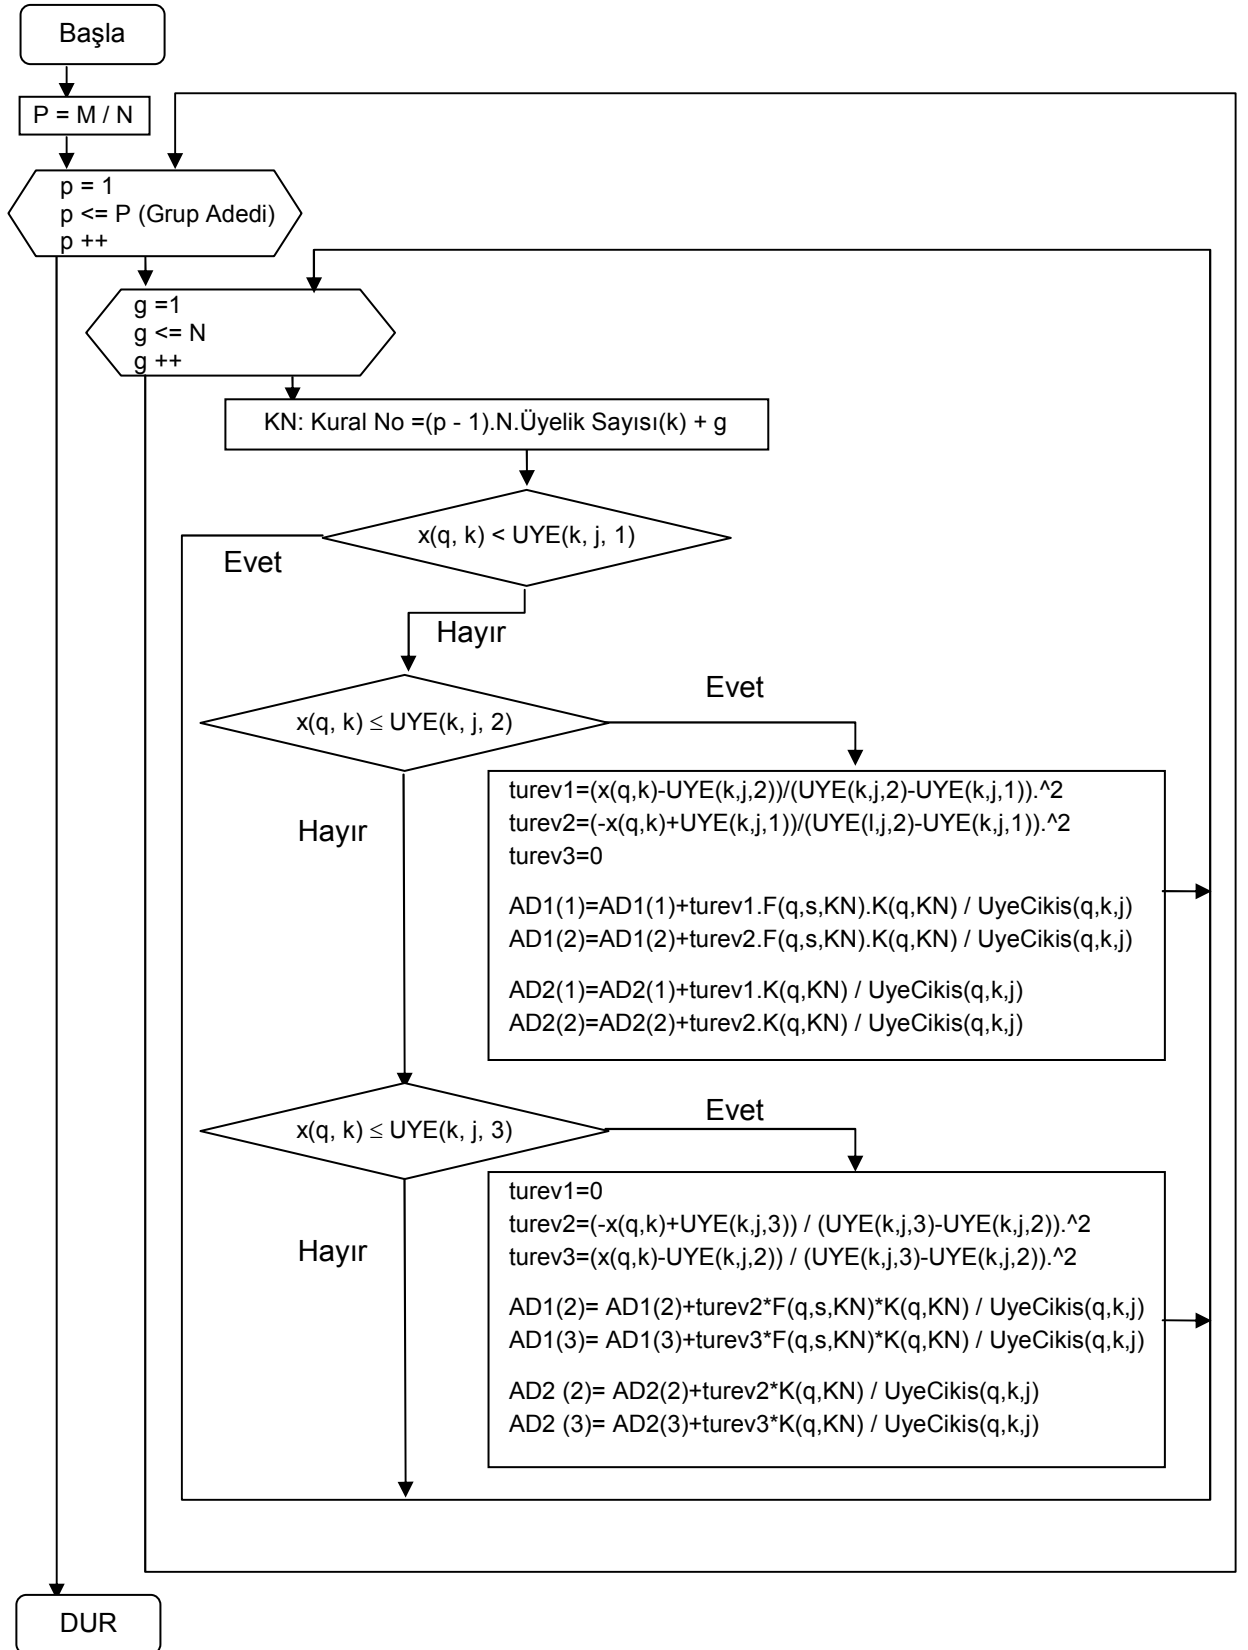 Başla
P = M / N
p = 1
p <= P (Grup Adedi)
p ++
g =1
g <= N
g ++
KN: Kural No =(p - 1).N.Üyelik Sayısı(k) + g
x(q, k) < UYE(k, j, 1)
Evet
Hayır
x(q, k) ≤ UYE(k, j, 2)
Evet
Hayır
turev1=(x(q,k)-UYE(k,j,2))/(UYE(k,j,2)-UYE(k,j,1)).^2
turev2=(-x(q,k)+UYE(k,j,1))/(UYE(l,j,2)-UYE(k,j,1)).^2
turev3=0
AD1(1)=AD1(1)+turev1.F(q,s,KN).K(q,KN) / UyeCikis(q,k,j)
AD1(2)=AD1(2)+turev2.F(q,s,KN).K(q,KN) / UyeCikis(q,k,j)
AD2(1)=AD2(1)+turev1.K(q,KN) / UyeCikis(q,k,j)
AD2(2)=AD2(2)+turev2.K(q,KN) / UyeCikis(q,k,j)
x(q, k) ≤ UYE(k, j, 3)
Evet
Hayır
turev1=0
turev2=(-x(q,k)+UYE(k,j,3)) / (UYE(k,j,3)-UYE(k,j,2)).^2
turev3=(x(q,k)-UYE(k,j,2)) / (UYE(k,j,3)-UYE(k,j,2)).^2
AD1(2)= AD1(2)+turev2*F(q,s,KN)*K(q,KN) / UyeCikis(q,k,j)
AD1(3)= AD1(3)+turev3*F(q,s,KN)*K(q,KN) / UyeCikis(q,k,j)
AD2 (2)= AD2(2)+turev2*K(q,KN) / UyeCikis(q,k,j)
AD2 (3)= AD2(3)+turev3*K(q,KN) / UyeCikis(q,k,j)
DUR